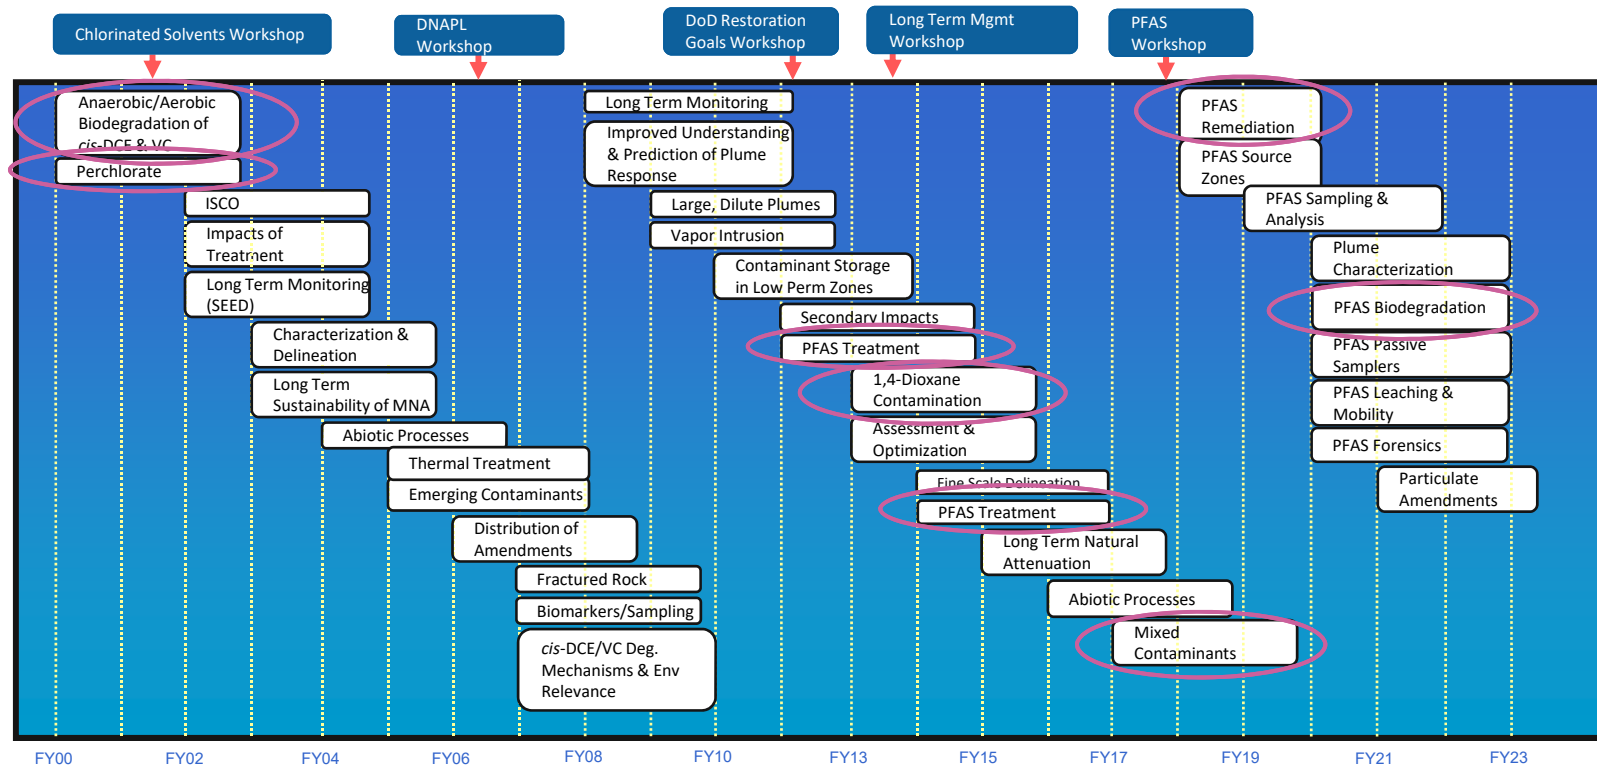 Chlorinated Solvents Workshop
DNAPL
Workshop
DoD Restoration
Goals Workshop
Long Term Mgmt
Workshop
PFAS
Workshop
Anaerobic/Aerobic
Biodegradation of
cis-DCE & VC
Perchlorate
ISCO
Impacts of
Treatment
Long Term Monitoring
(SEED)
Characterization &
Delineation
Long Term
Sustainability of MNA
Abiotic Processes
Thermal Treatment
Emerging Contaminants
Distribution of
Amendments
Fractured Rock
Biomarkers/Sampling
cis-DCE/VC Deg.
Mechanisms & Env
Relevance
Long Term Monitoring
Improved Understanding
& Prediction of Plume
Response
Large, Dilute Plumes
Vapor Intrusion
Contaminant Storage
in Low Perm Zones
Secondary Impacts
PFAS Treatment
1,4-Dioxane
Contamination
Assessment &
Optimization
Fine Scale Delineation
PFAS Treatment
Long Term Natural
Attenuation
Abiotic Processes
Mixed
Contaminants
PFAS
Remediation
PFAS Source
Zones
PFAS Sampling &
Analysis
Plume
Characterization
PFAS Biodegradation
PFAS Passive
Samplers
PFAS Leaching &
Mobility
PFAS Forensics
Particulate
Amendments
FY00
FY02
FY04
FY06
FY08
FY10
FY13
FY15
FY17
FY19
FY21
FY23